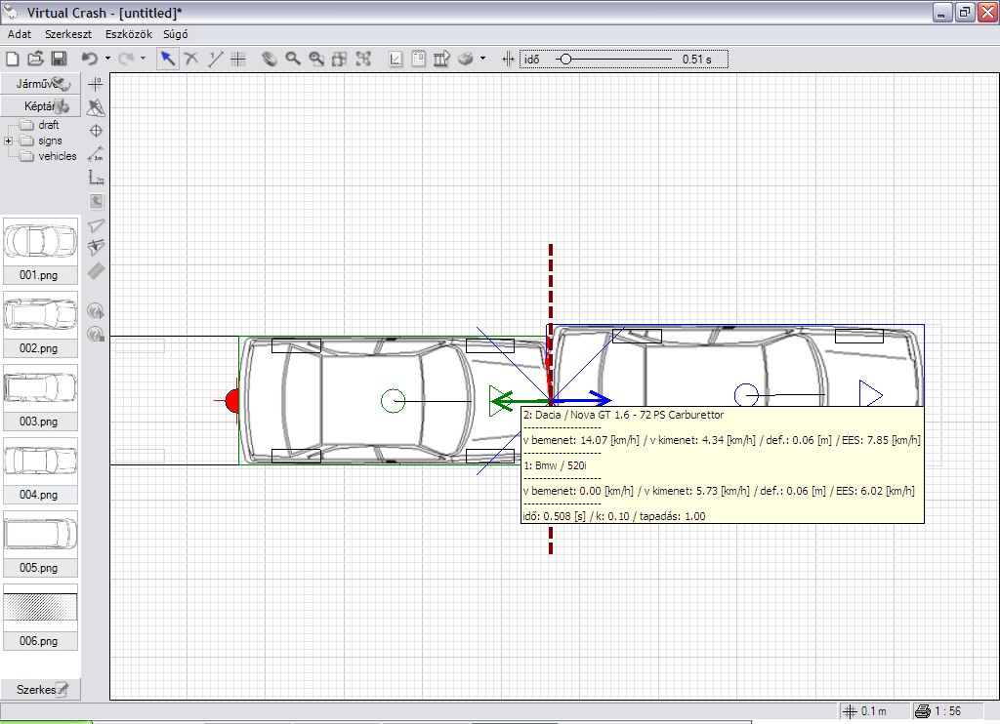 Virtual Crash - [untitled]*
Adat Szerkeszt Eszközök Súgó
idő 0.51 s
Járműve
Képtár
draft
signs
vehicles
001.png
002.png
003.png
004.png
005.png
006.png
Szerkes
2: Dacia / Nova GT 1.6 - 72 PS Carburettor
--------------------
v bemenet: 14.07 [km/h] / v kimenet: 4.34 [km/h] / def.: 0.06 [m] / EES: 7.85 [km/h]
--------------------
1: Bmw / 520i
--------------------
v bemenet: 0.00 [km/h] / v kimenet: 5.73 [km/h] / def.: 0.06 [m] / EES: 6.02 [km/h]
--------------------
idő: 0.508 [s] / k: 0.10 / tapadás: 1.00
0.1 m 1 : 56